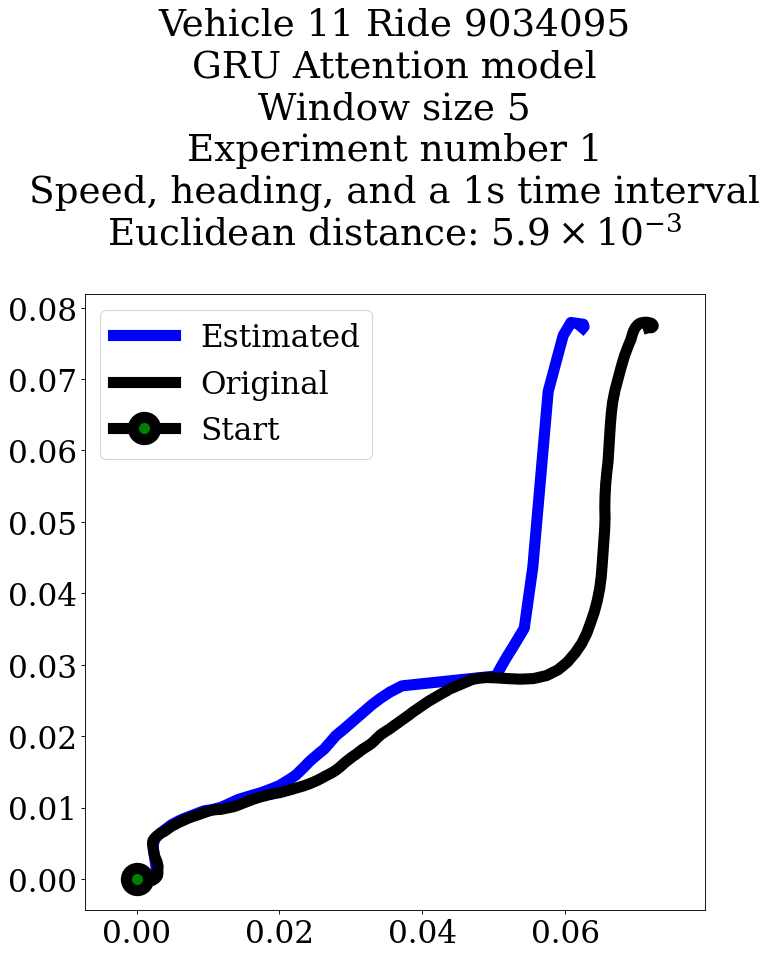 Vehicle 11 Ride 9034095
GRU Attention model
Window size 5
Experiment number 1
Speed, heading, and a 1s time interval
Euclidean distance: 5.9 × 10⁻³
0.08
0.07
0.06
0.05
0.04
0.03
0.02
0.01
0.00
Estimated
Original
Start
0.00 0.02 0.04 0.06